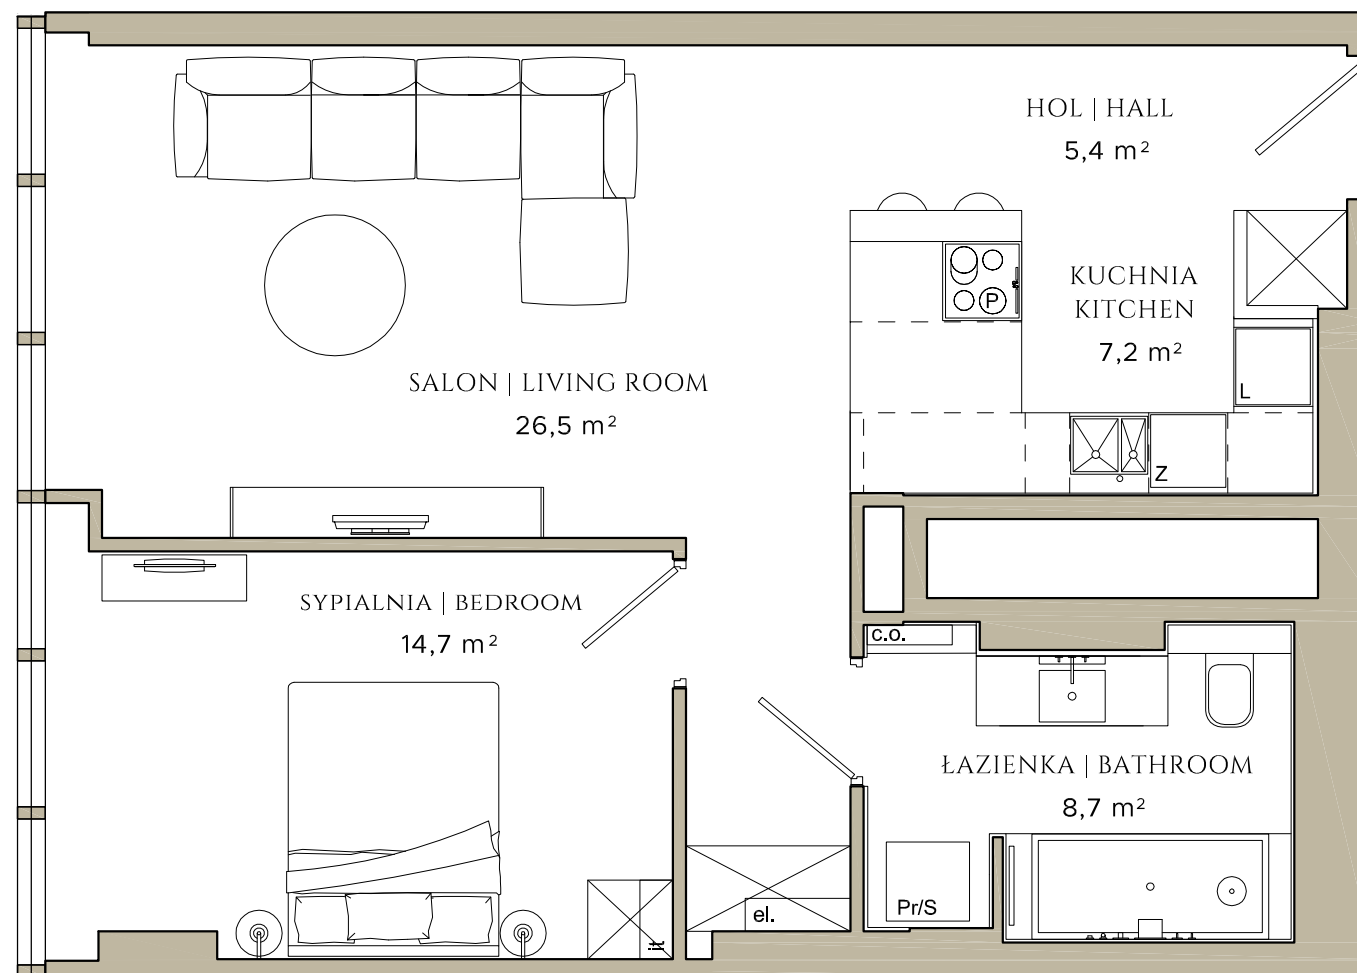 HOL | HALL
5,4 m²
KUCHNIA
KITCHEN
7,2 m²
P
L
SALON | LIVING ROOM
26,5 m²
Z
SYPIALNIA | BEDROOM
14,7 m²
c.o.
ŁAZIENKA | BATHROOM
8,7 m²
Pr/S
el.
it